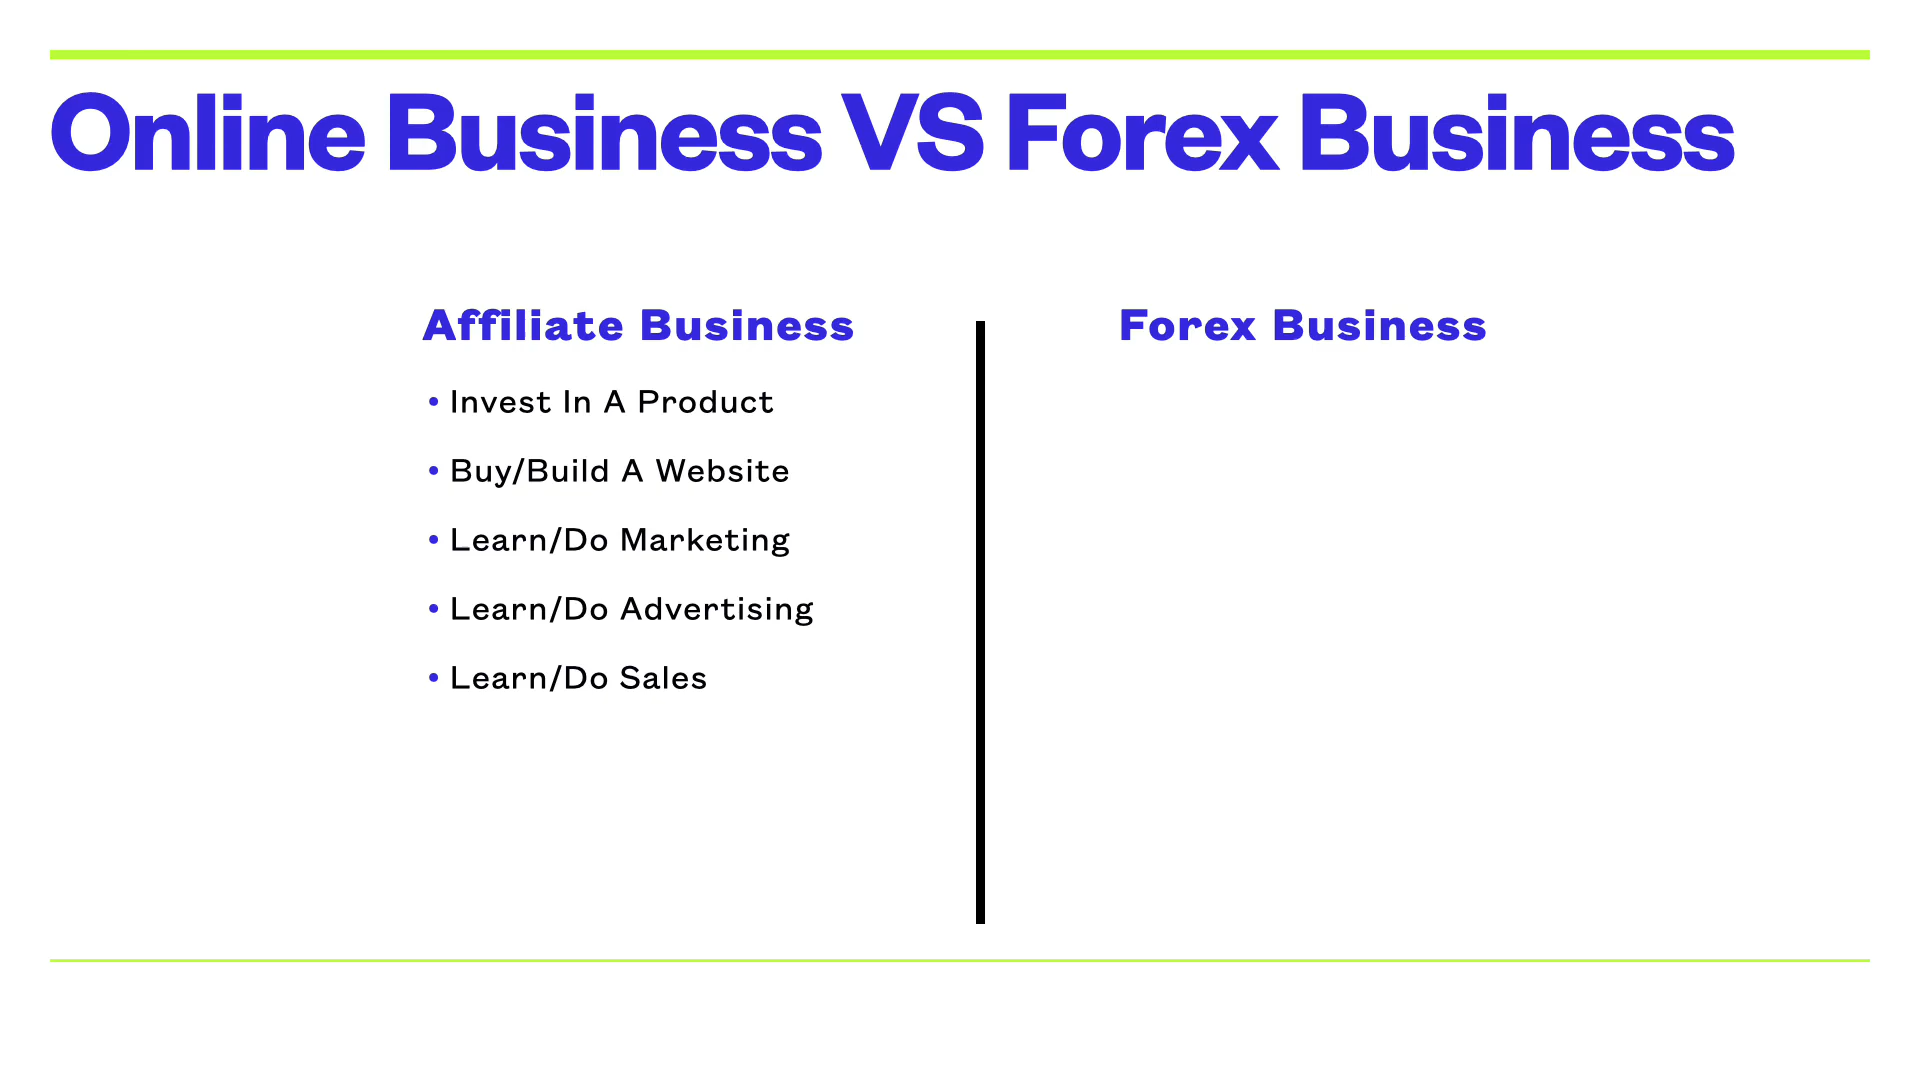 Online Business VS Forex Business
Affiliate Business
• Invest In A Product
• Buy/Build A Website
• Learn/Do Marketing
• Learn/Do Advertising
• Learn/Do Sales
Forex Business